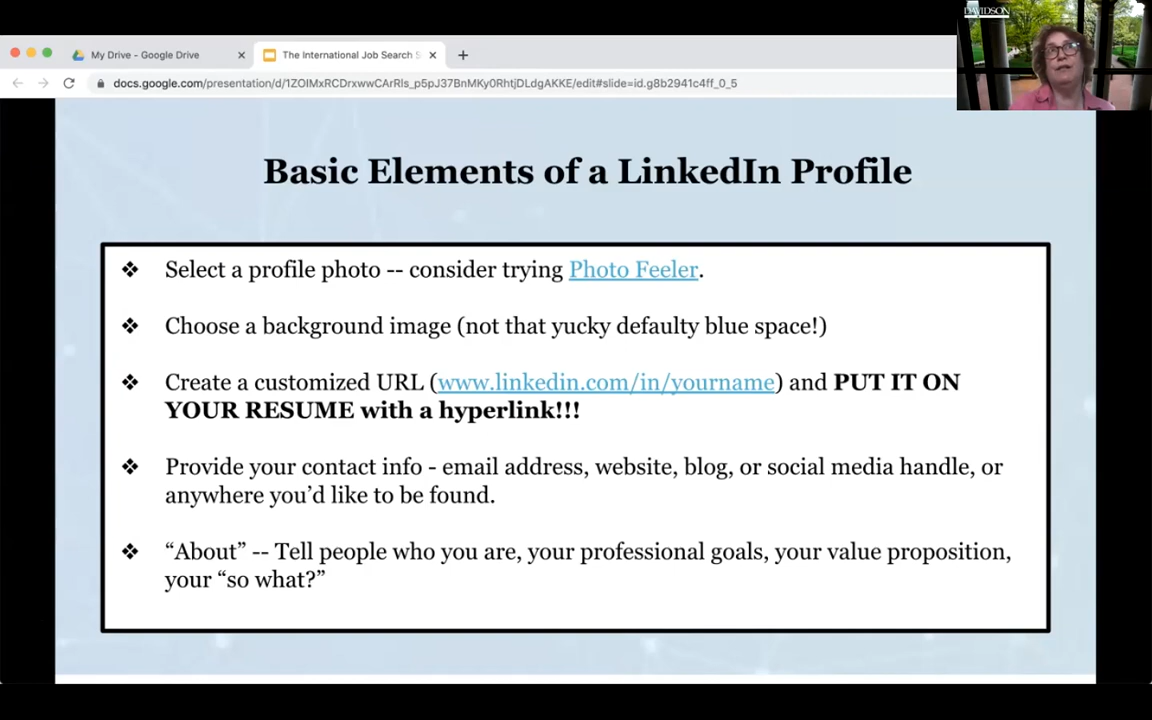 DAVIDSON
My Drive - Google Drive
The International Job Search S
docs.google.com/presentation/d/1ZOIMxRCDrxwwCArRls_p5pJ37BnMKy0RhtjDLdgAKKE/edit#slide=id.g8b2941c4ff_0_5
Basic Elements of a LinkedIn Profile
❖ Select a profile photo -- consider trying Photo Feeler.
❖ Choose a background image (not that yucky defaulty blue space!)
❖ Create a customized URL (www.linkedin.com/in/yourname) and PUT IT ON
YOUR RESUME with a hyperlink!!!
❖ Provide your contact info - email address, website, blog, or social media handle, or
anywhere you’d like to be found.
❖ “About” -- Tell people who you are, your professional goals, your value proposition,
your “so what?”